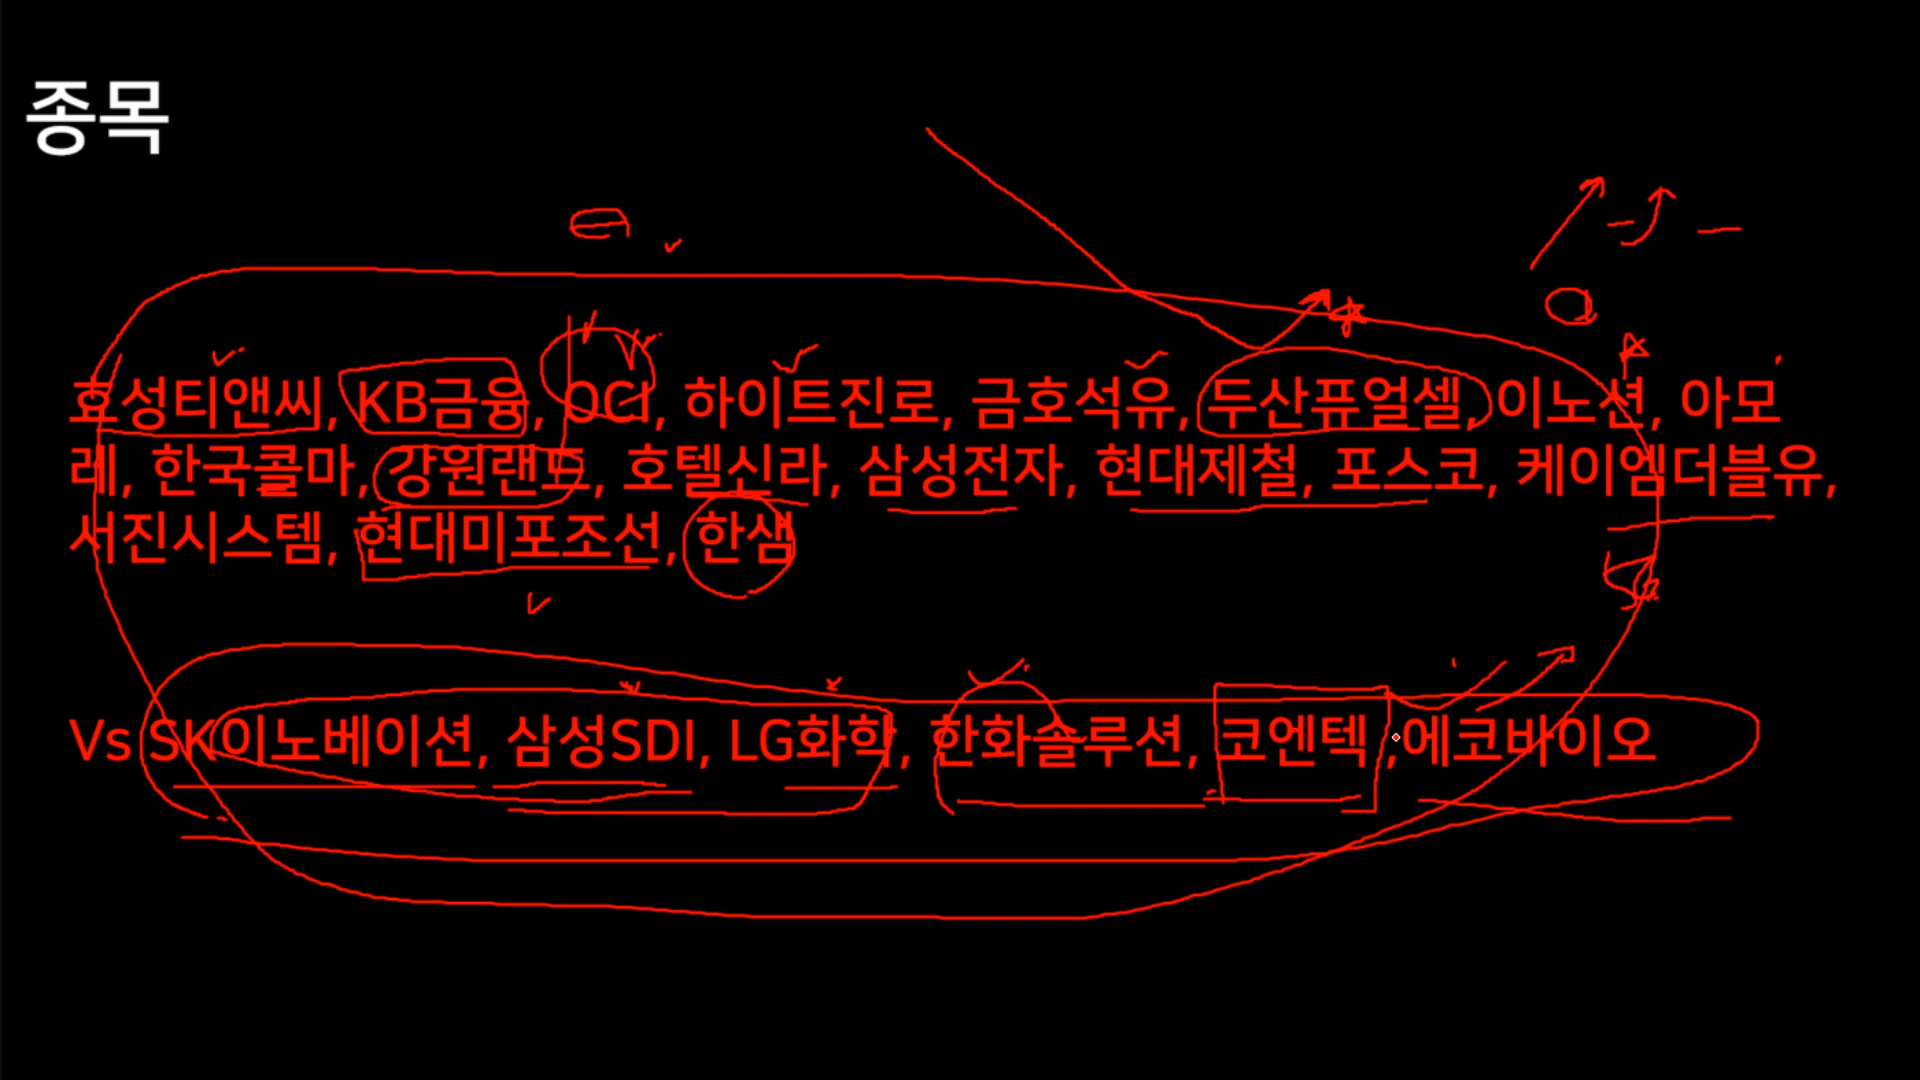 종목
효성티앤씨, KB금융, OCI, 하이트진로, 금호석유, 두산퓨얼셀, 이노션, 아모
레, 한국콜마, 강원랜드, 호텔신라, 삼성전자, 현대제철, 포스코, 케이엠더블유,
서진시스템, 현대미포조선, 한샘
Vs SK이노베이션, 삼성SDI, LG화학, 한화솔루션, 코엔텍 ,에코바이오